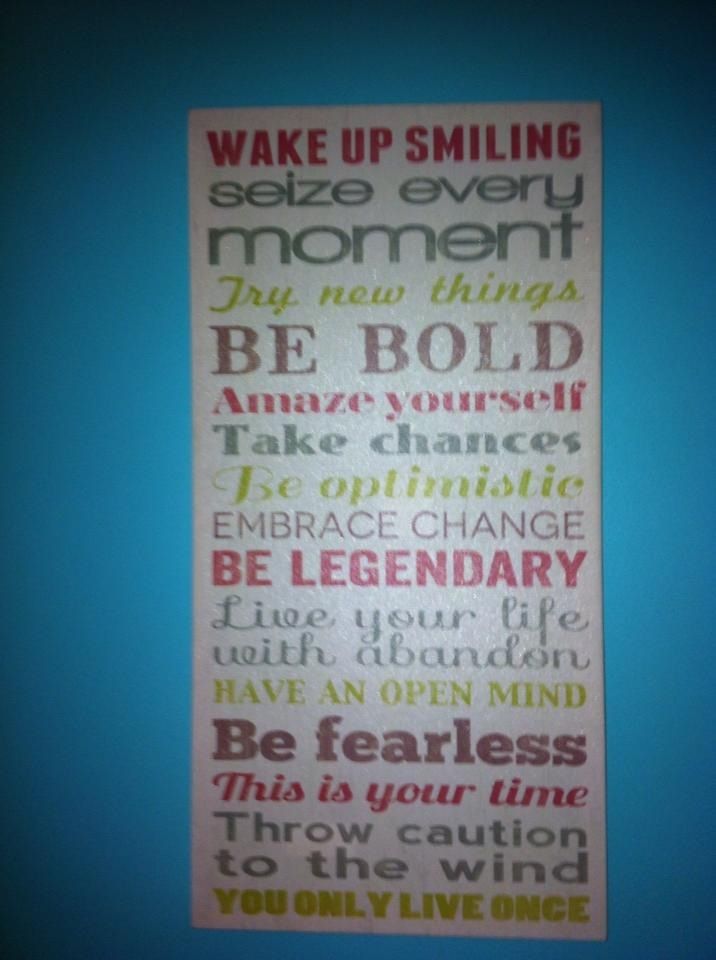 WAKE UP SMILING
seize every
moment
Try new things
BE BOLD
Amaze yourself
Take chances
Be optimistic
EMBRACE CHANGE
BE LEGENDARY
Live your life
with abandon
HAVE AN OPEN MIND
Be fearless
This is your time
Throw caution
to the wind
YOU ONLY LIVE ONCE